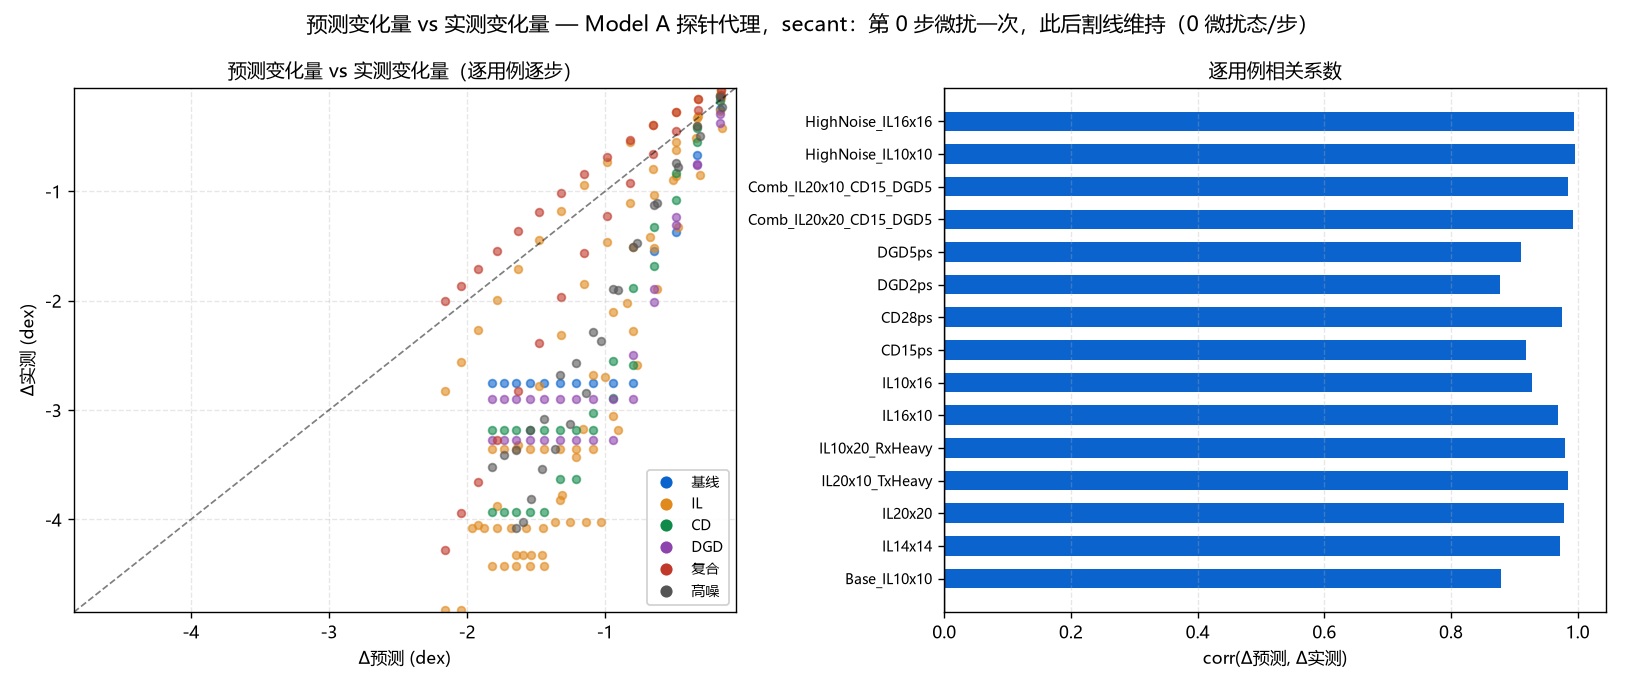 预测变化量 vs 实测变化量 — Model A 探针代理，secant：第 0 步微扰一次，此后割线维持（0 微扰态/步）
预测变化量 vs 实测变化量（逐用例逐步）
-1
-2
-3
-4
-4
-3
-2
-1
Δ实测 (dex)
Δ预测 (dex)
基线
IL
CD
DGD
复合
高噪
逐用例相关系数
HighNoise_IL16x16
HighNoise_IL10x10
Comb_IL20x10_CD15_DGD5
Comb_IL20x20_CD15_DGD5
DGD5ps
DGD2ps
CD28ps
CD15ps
IL10x16
IL16x10
IL10x20_RxHeavy
IL20x10_TxHeavy
IL20x20
IL14x14
Base_IL10x10
0.0
0.2
0.4
0.6
0.8
1.0
corr(Δ预测, Δ实测)